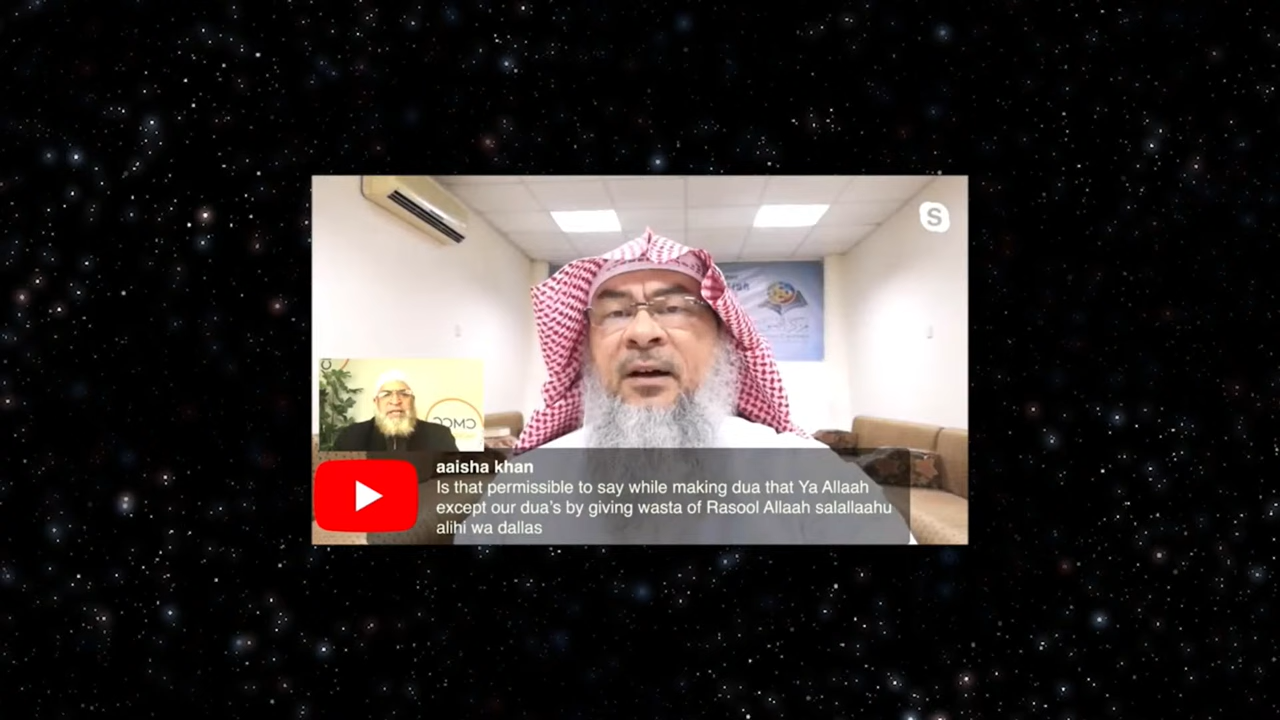 S
CMCC
aaisha khan
Is that permissible to say while making dua that Ya Allaah
except our dua's by giving wasta of Rasool Allaah salallaahu
alihi wa dallas